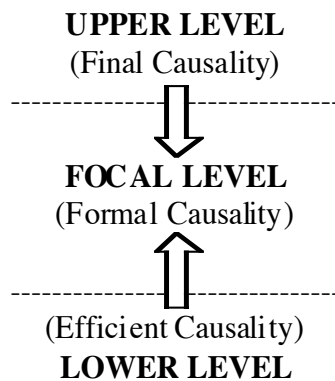 UPPER LEVEL
(Final Causality)
FOCAL LEVEL
(Formal Causality)
(Efficient Causality)
LOWER LEVEL